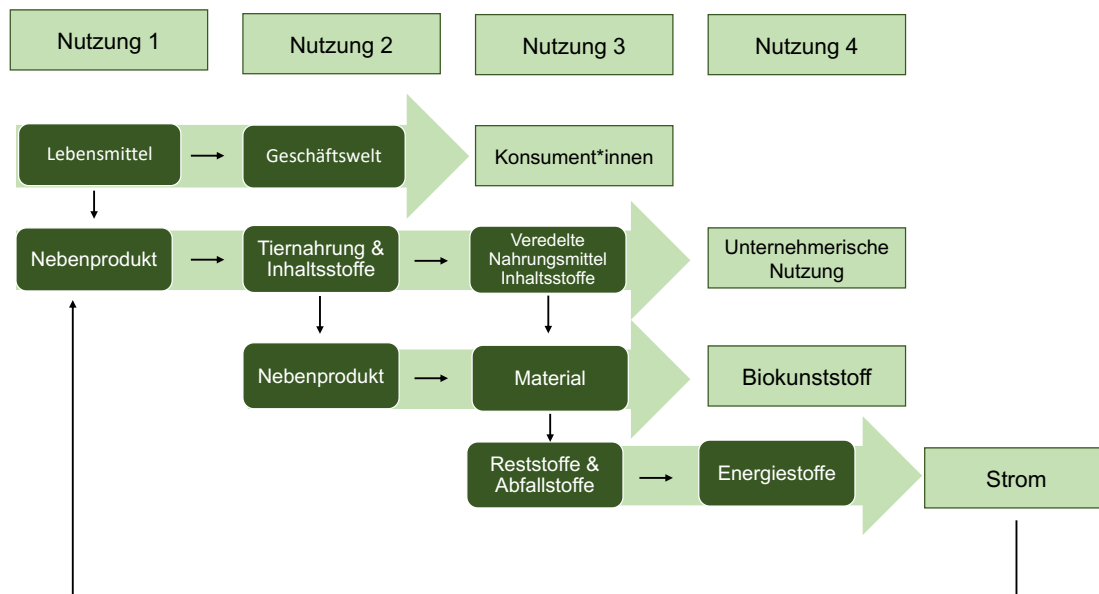 Nutzung 1
Nutzung 2
Nutzung 3
Nutzung 4
Lebensmittel
Geschäftswelt
Konsument*innen
Nebenprodukt
Tiernahrung &
Inhaltsstoffe
Veredelte
Nahrungsmittel
Inhaltsstoffe
Unternehmerische
Nutzung
Nebenprodukt
Material
Biokunststoff
Reststoffe &
Abfallstoffe
Energiestoffe
Strom